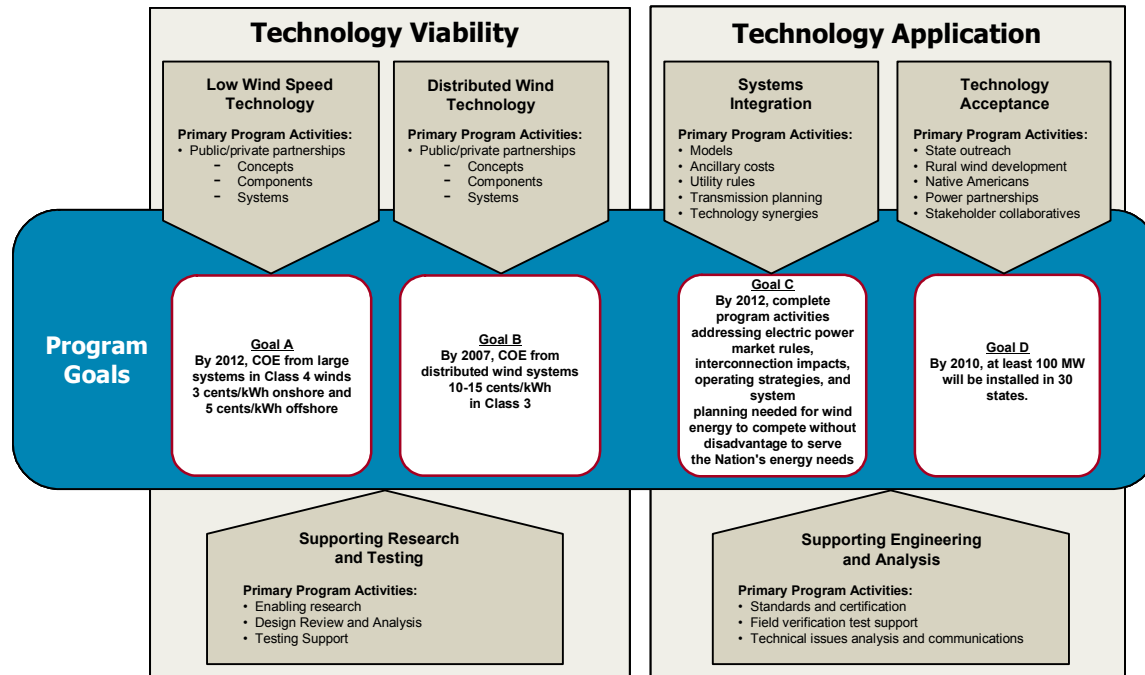 Technology Viability
Technology Application
Low Wind Speed
Technology
Primary Program Activities:
• Public/private partnerships
- Concepts
- Components
- Systems
Distributed Wind
Technology
Primary Program Activities:
• Public/private partnerships
- Concepts
- Components
- Systems
Systems
Integration
Primary Program Activities:
• Models
• Ancillary costs
• Utility rules
• Transmission planning
• Technology synergies
Technology
Acceptance
Primary Program Activities:
• State outreach
• Rural wind development
• Native Americans
• Power partnerships
• Stakeholder collaboratives
Program
Goals
Goal A
By 2012, COE from large
systems in Class 4 winds
3 cents/kWh onshore and
5 cents/kWh offshore
Goal B
By 2007, COE from
distributed wind systems
10-15 cents/kWh
in Class 3
Goal C
By 2012, complete
program activities
addressing electric power
market rules,
interconnection impacts,
operating strategies, and
system
planning needed for wind
energy to compete without
disadvantage to serve
the Nation's energy needs
Goal D
By 2010, at least 100 MW
will be installed in 30
states.
Supporting Research
and Testing
Primary Program Activities:
• Enabling research
• Design Review and Analysis
• Testing Support
Supporting Engineering
and Analysis
Primary Program Activities:
• Standards and certification
• Field verification test support
• Technical issues analysis and communications